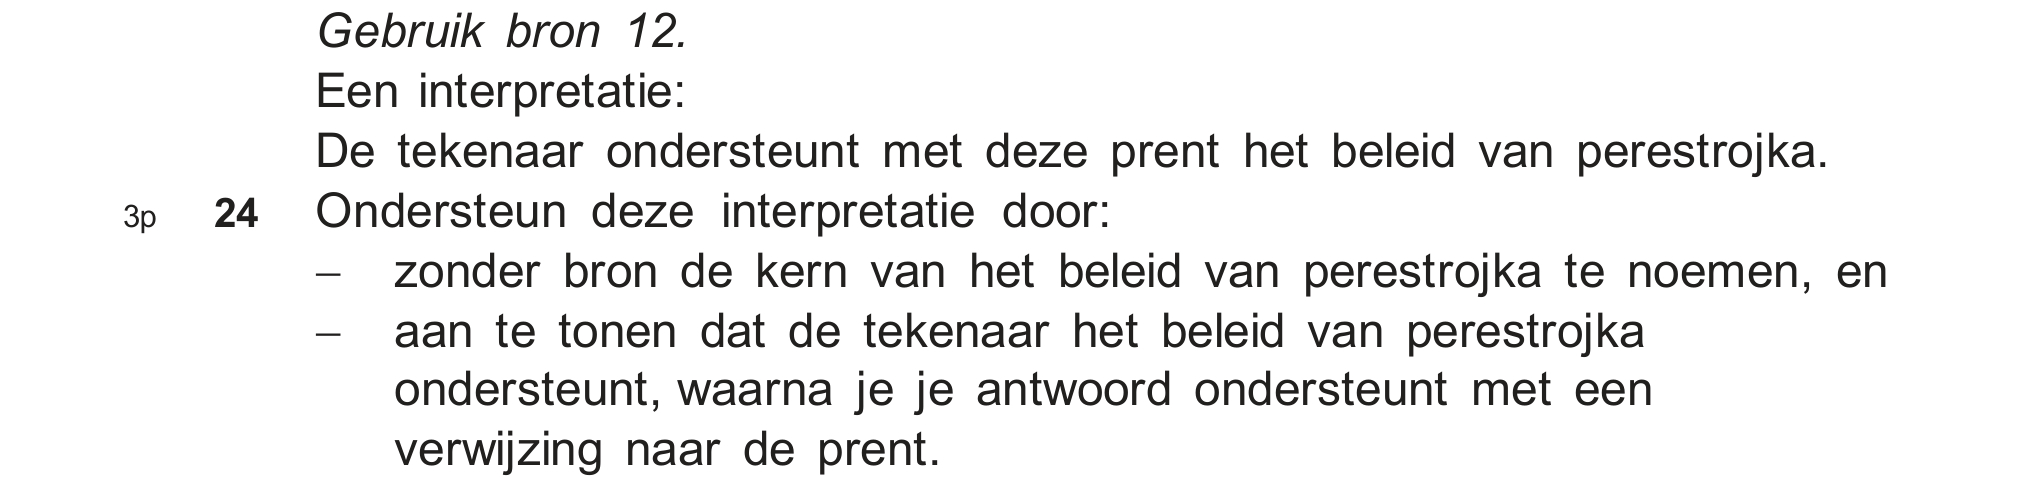 Gebruik bron 12.
Een interpretatie:
De tekenaar ondersteunt met deze prent het beleid van perestrojka.
3p 24 Ondersteun deze interpretatie door:
− zonder bron de kern van het beleid van perestrojka te noemen, en
− aan te tonen dat de tekenaar het beleid van perestrojka
ondersteunt, waarna je je antwoord ondersteunt met een
verwijzing naar de prent.